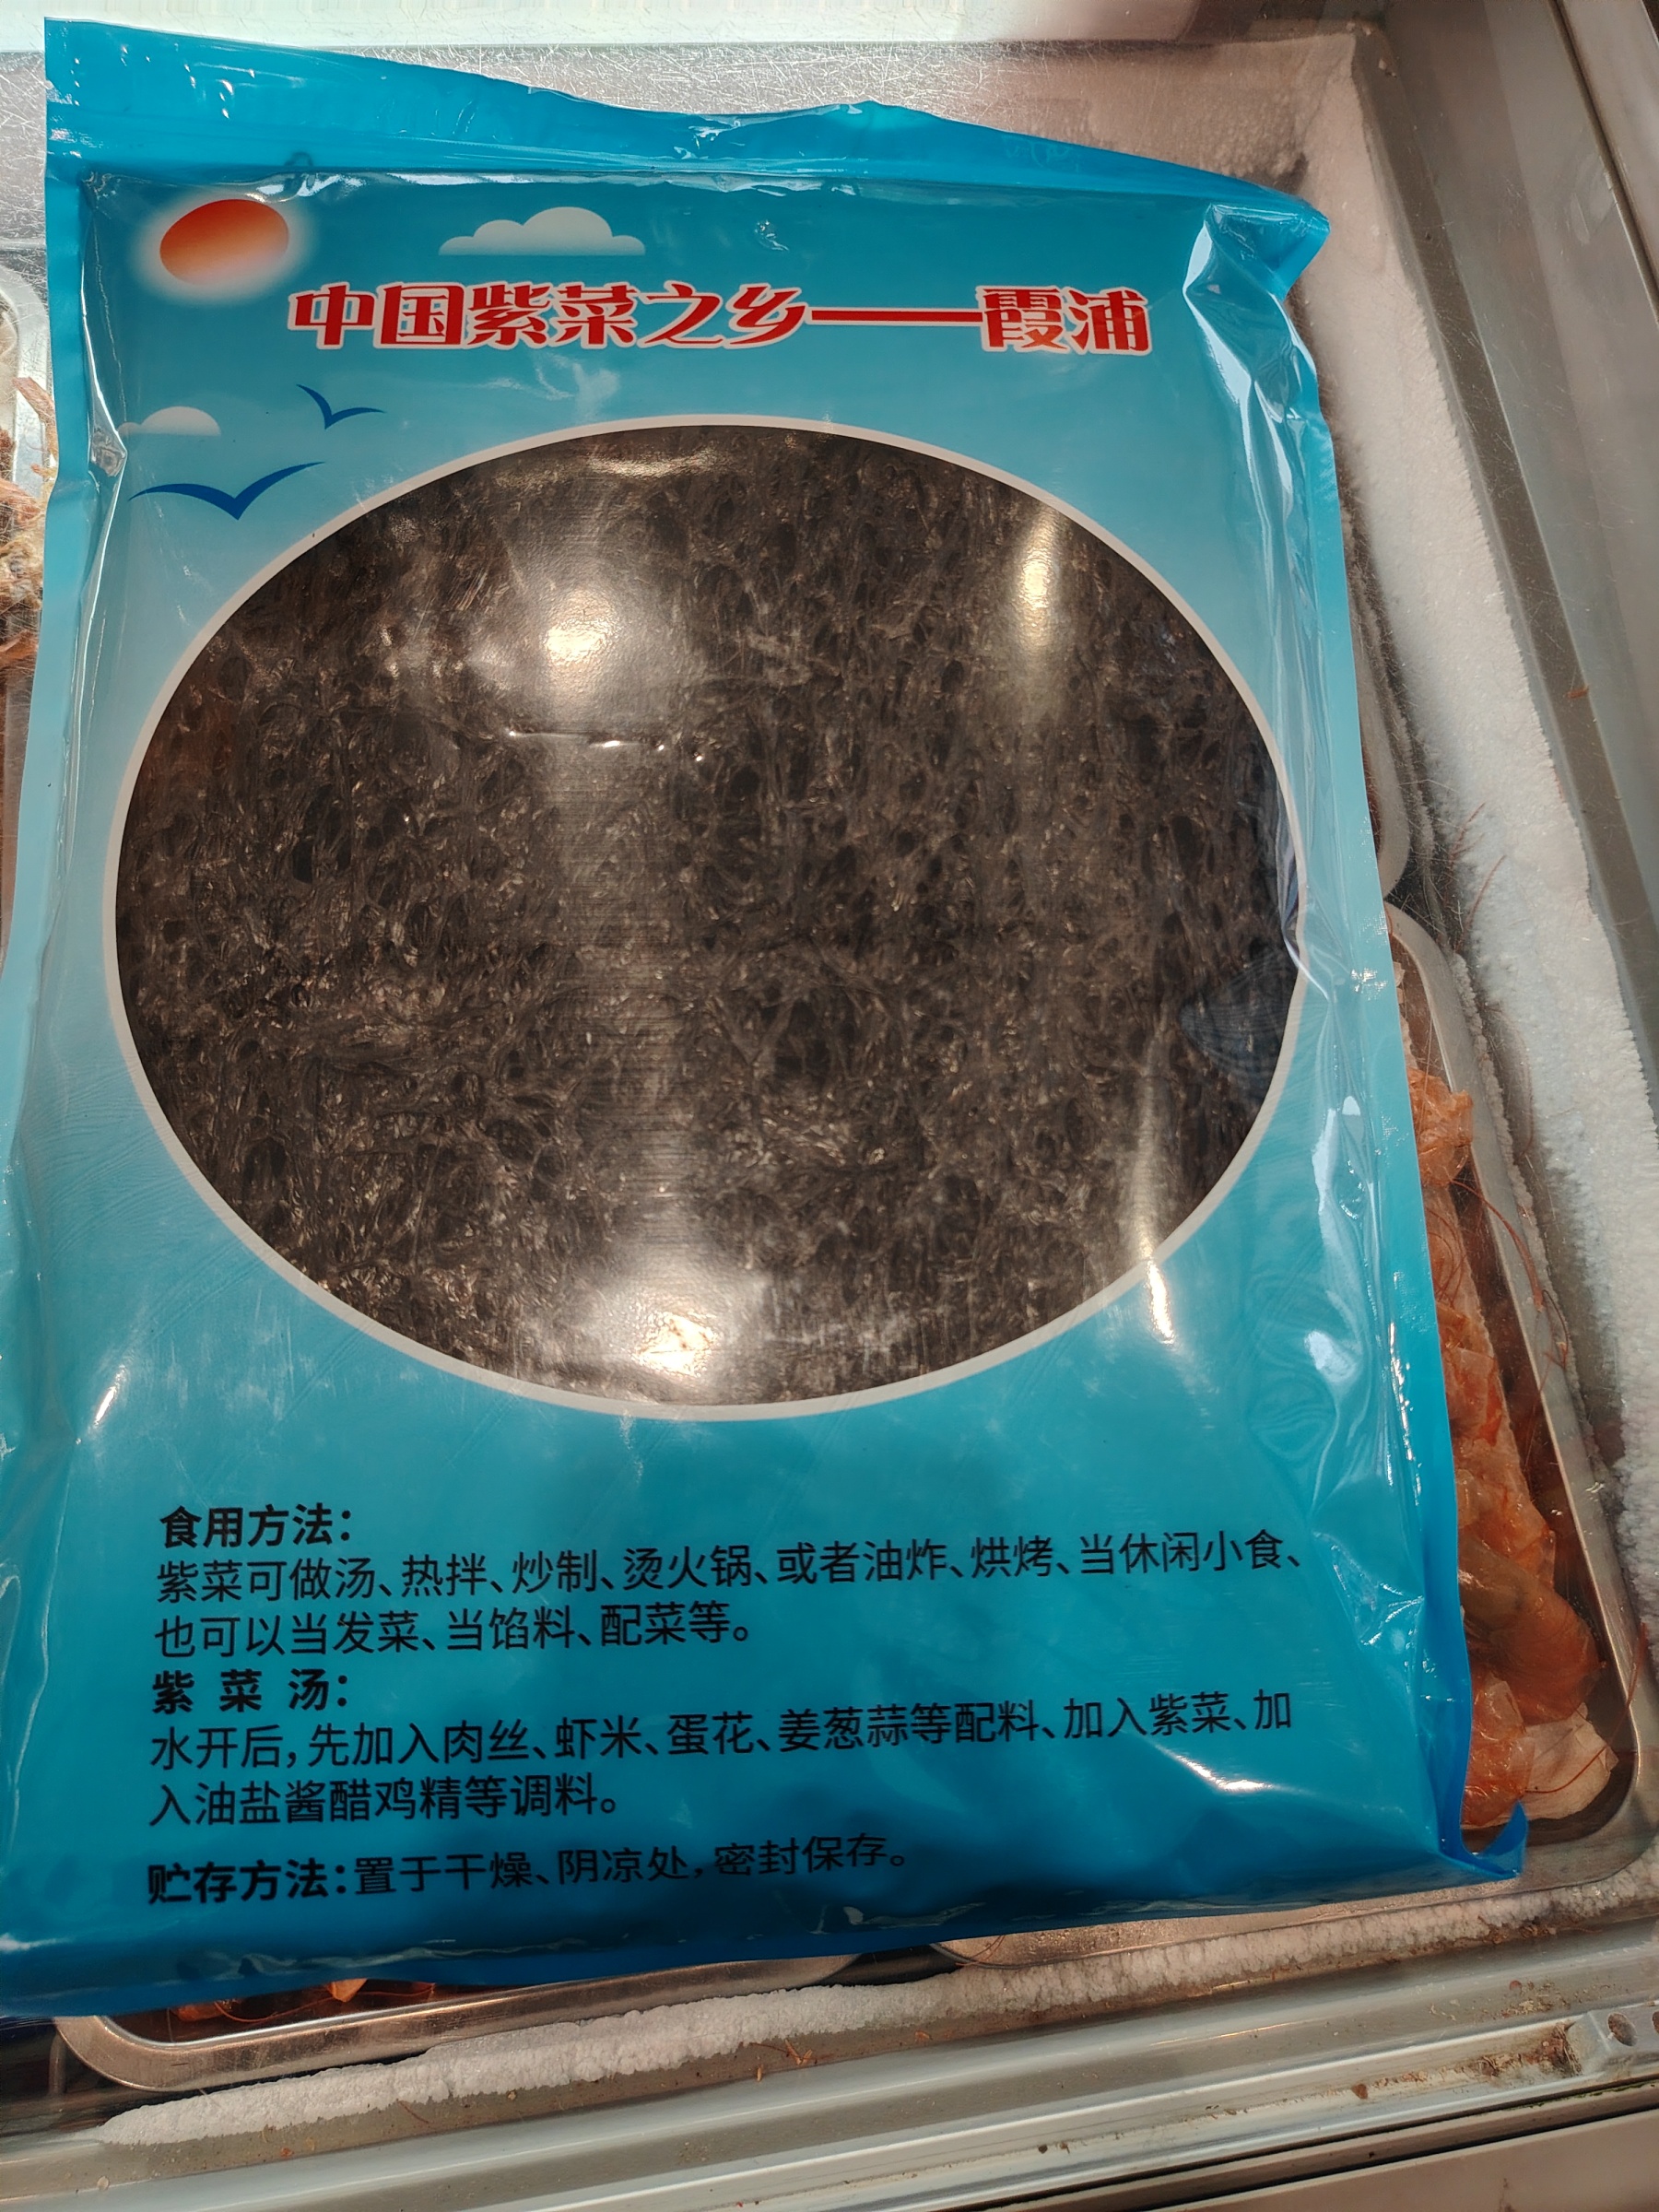 中国紫菜之乡——霞浦
食用方法：
紫菜可做汤、热拌、炒制、烫火锅、或者油炸、烘烤、当休闲小食、
也可以当发菜、当馅料、配菜等。
紫 菜 汤：
水开后，先加入肉丝、虾米、蛋花、姜葱蒜等配料、加入紫菜、加
入油盐酱醋鸡精等调料。
贮存方法：置于干燥、阴凉处，密封保存。